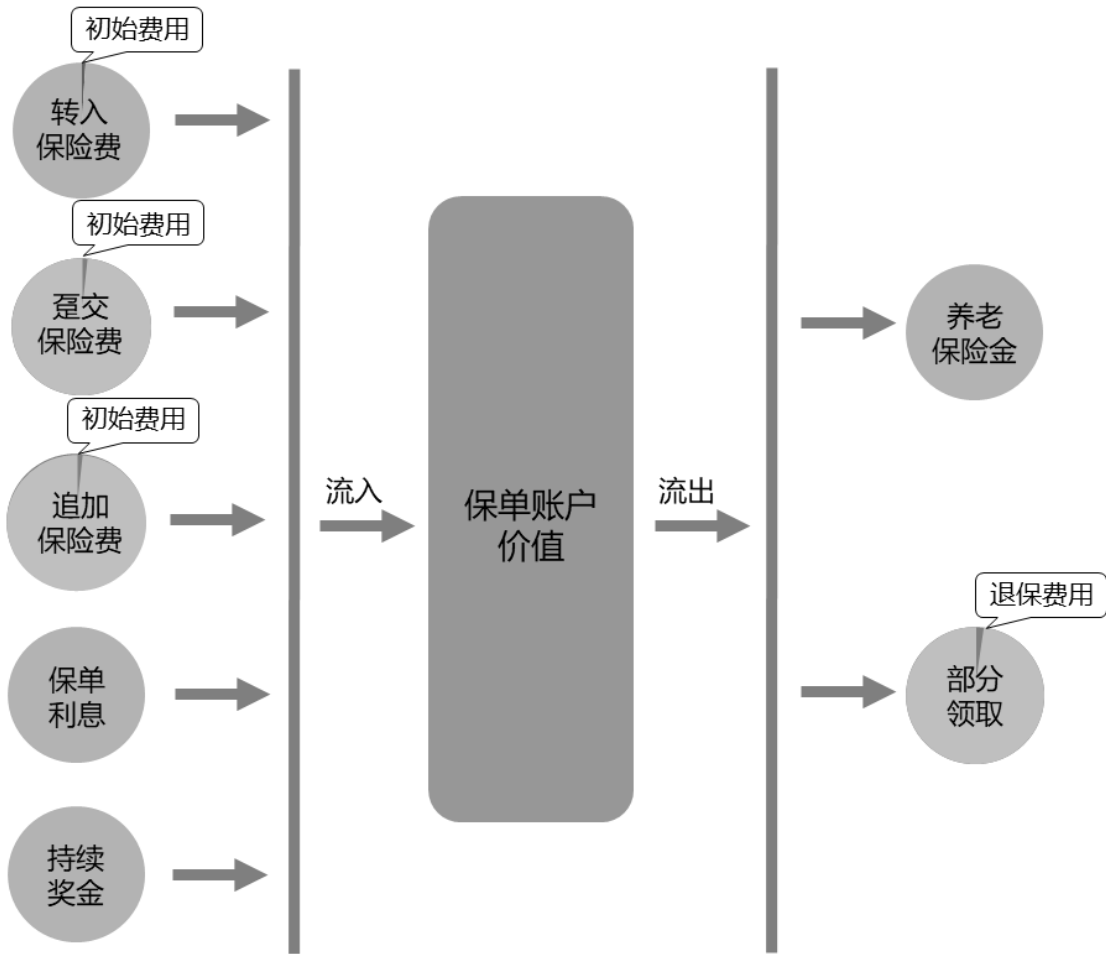 初始费用
转入
保险费
初始费用
趸交
保险费
初始费用
追加
保险费
保单
利息
持续
奖金
流入
保单账户
价值
流出
养老
保险金
退保费用
部分
领取